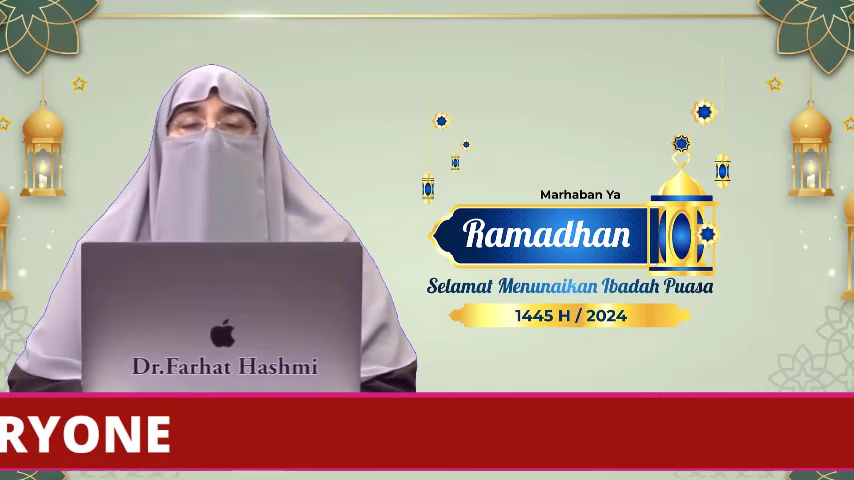 Marhaban Ya
Ramadhan
Selamat Menunaikan Ibadah Puasa
1445 H / 2024
Dr.Farhat Hashmi
RYONE